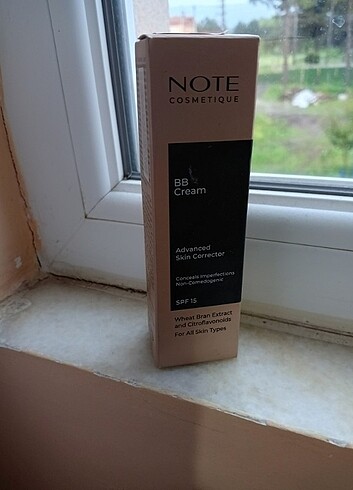 NOTE
COSMETIQUE
BB
Cream
Advanced
Skin Corrector
Conceals Imperfections
Non-Comedogenic
SPF 15
Wheat Bran Extract
and Citroflavonoids
For All Skin Types